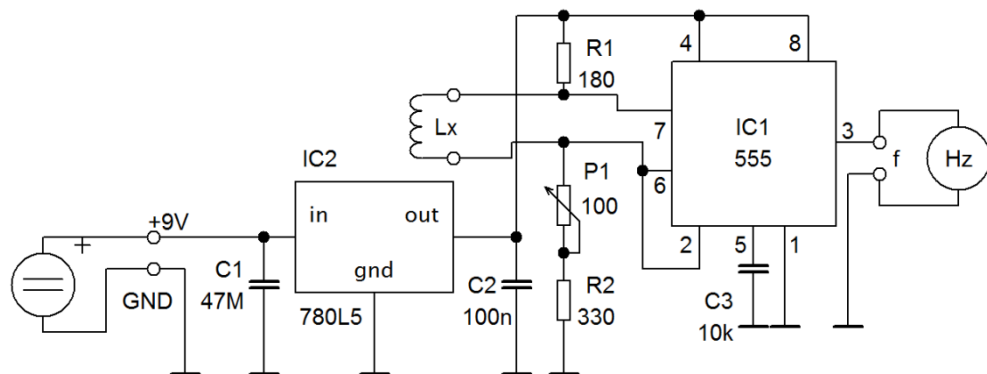 R1
180
4
8
Lx
7
IC1
555
3
f
Hz
IC2
P1
100
6
in
out
+9V
+
2
5
1
gnd
C1
47M
GND
780L5
C2
100n
R2
330
C3
10k